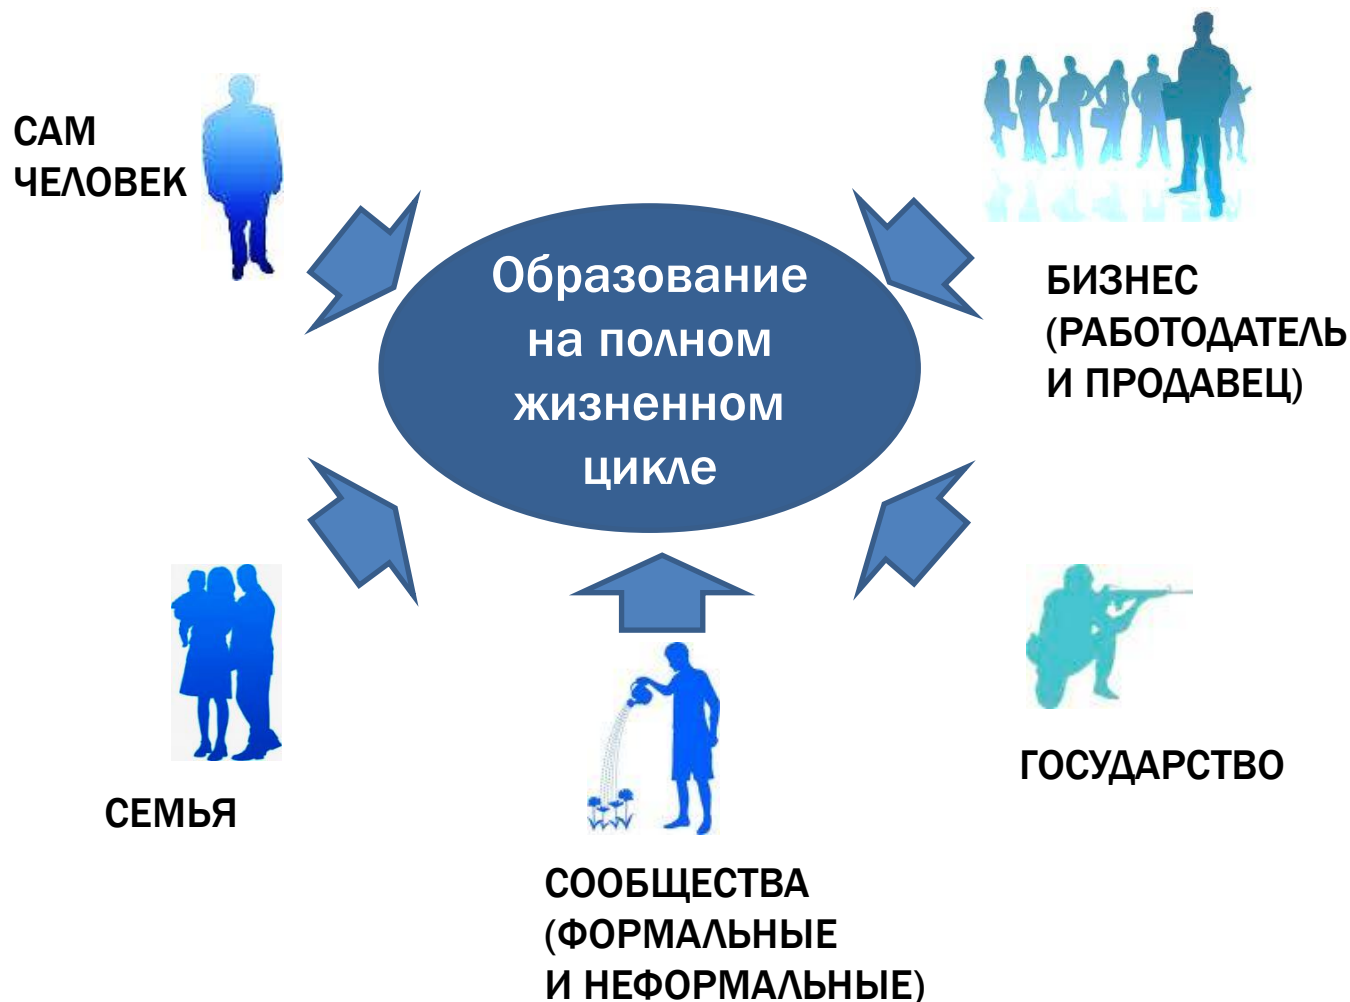 САМ
ЧЕЛОВЕК
Образование
на полном
жизненном
цикле
БИЗНЕС
(РАБОТОДАТЕЛЬ
И ПРОДАВЕЦ)
СЕМЬЯ
СООБЩЕСТВА
(ФОРМАЛЬНЫЕ
И НЕФОРМАЛЬНЫЕ)
ГОСУДАРСТВО